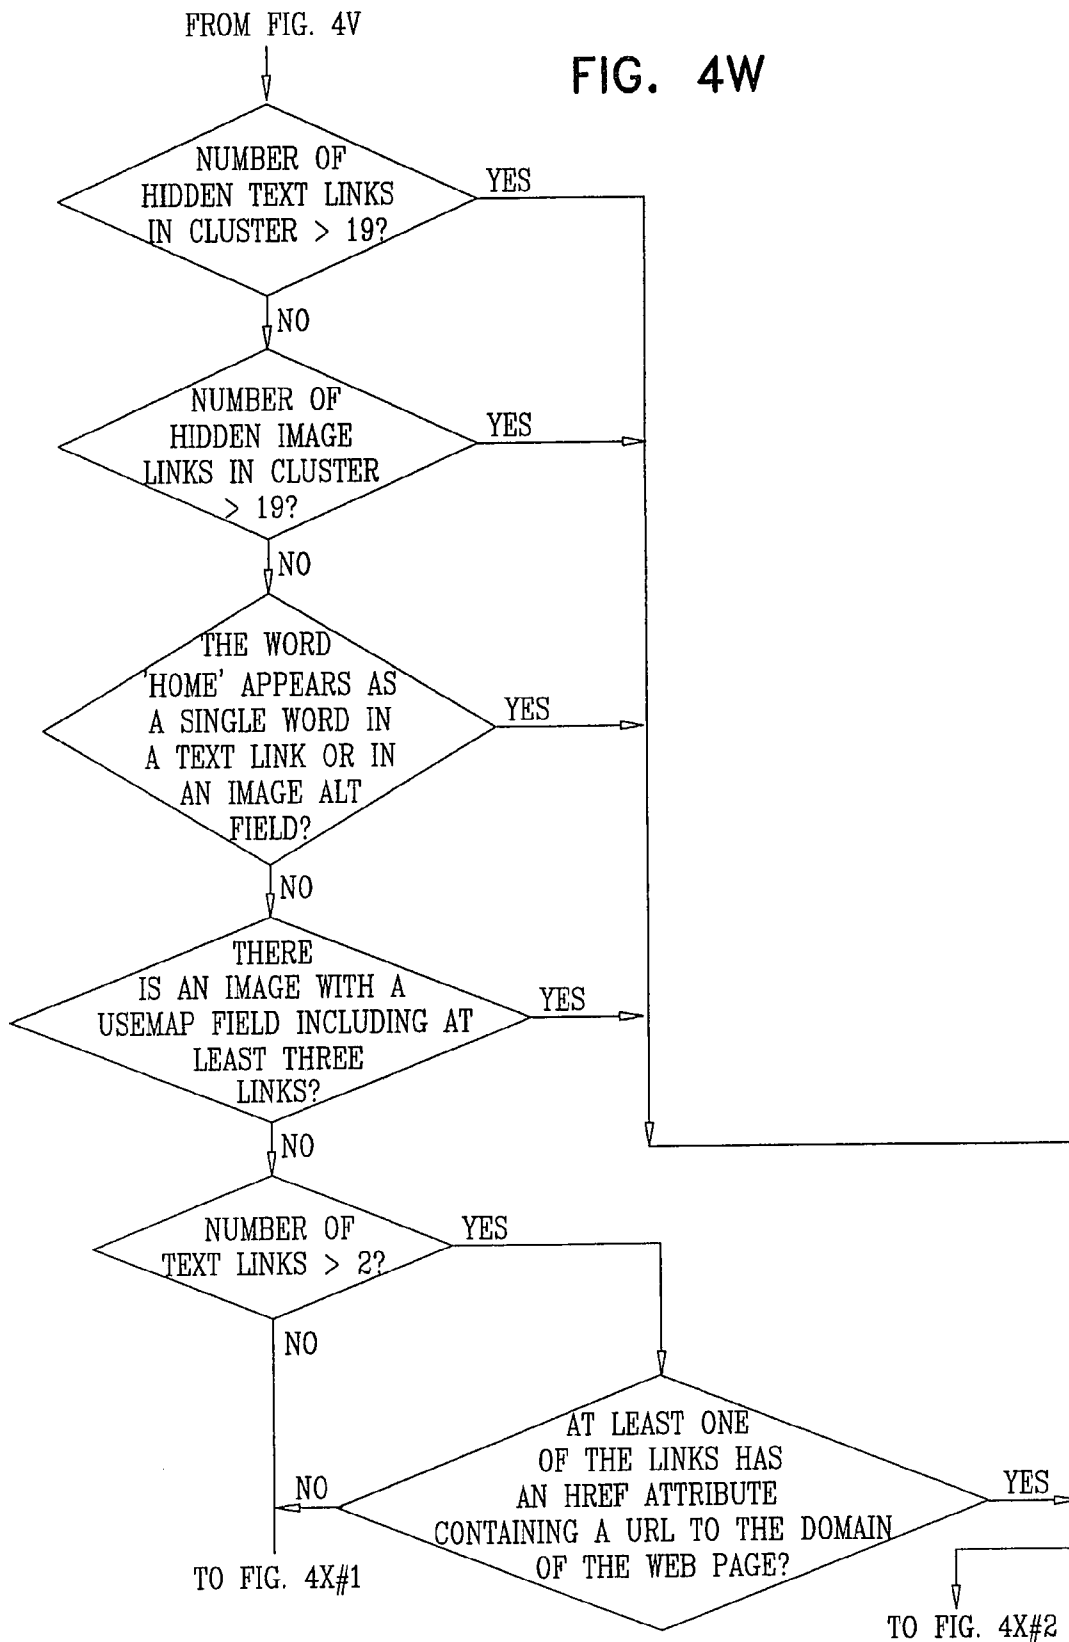 FROM FIG. 4V
FIG. 4W
NUMBER OF
HIDDEN TEXT LINKS
IN CLUSTER > 19?
YES
NO
NUMBER OF
HIDDEN IMAGE
LINKS IN CLUSTER
> 19?
YES
NO
THE WORD
'HOME' APPEARS AS
A SINGLE WORD IN
A TEXT LINK OR IN
AN IMAGE ALT
FIELD?
YES
NO
THERE
IS AN IMAGE WITH A
USEMAP FIELD INCLUDING AT
LEAST THREE
LINKS?
YES
NO
NUMBER OF
TEXT LINKS > 2?
YES
NO
AT LEAST ONE
OF THE LINKS HAS
AN HREF ATTRIBUTE
CONTAINING A URL TO THE DOMAIN
OF THE WEB PAGE?
NO
YES
TO FIG. 4X#1
TO FIG. 4X#2